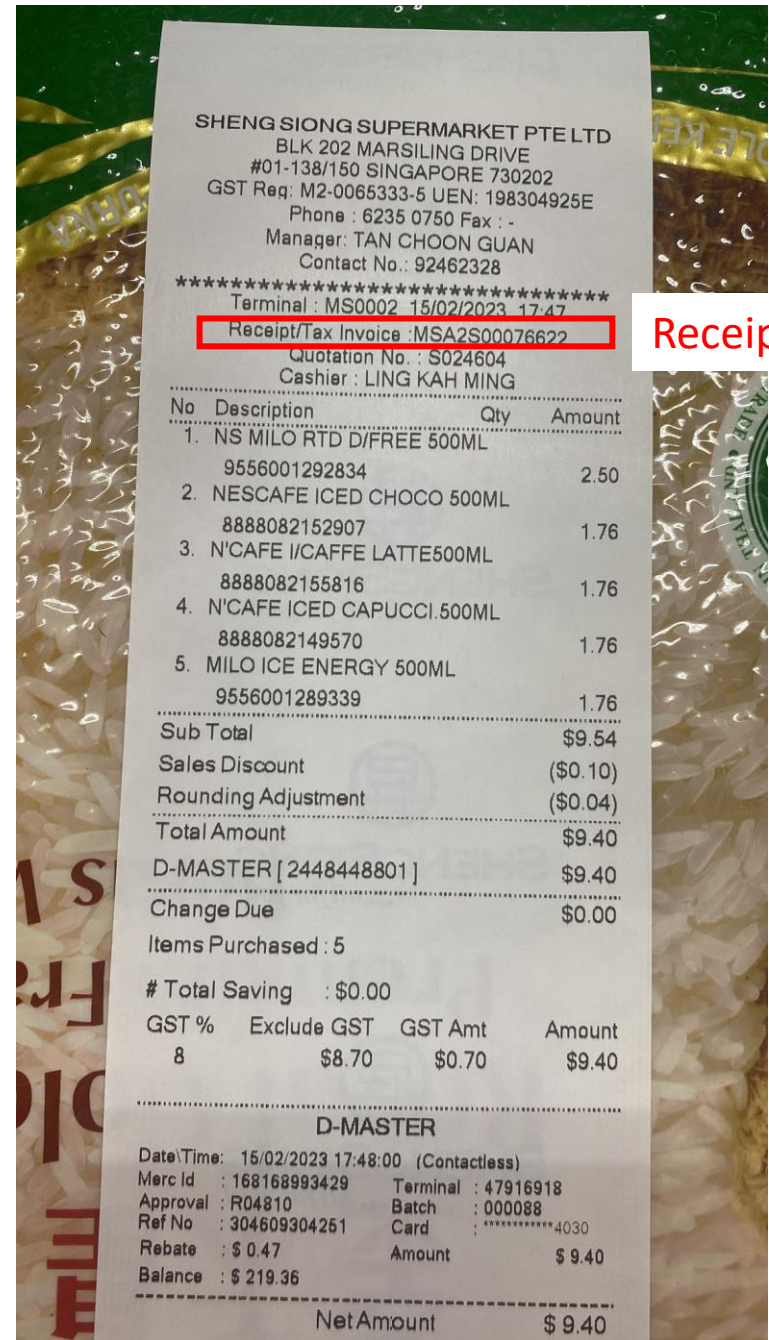 SHENG SIONG SUPERMARKET PTE LTD
BLK 202 MARSILING DRIVE
#01-138/150 SINGAPORE 730202
GST Reg: M2-0065333-5 UEN: 198304925E
Phone : 6235 0750 Fax : -
Manager: TAN CHOON GUAN
Contact No.: 92462328
**********************************
Terminal : MS0002 15/02/2023 17:47
Receipt/Tax Invoice :MSA2S00076622
Receip
Quotation No. : S024604
Cashier : LING KAH MING
No Description Qty Amount
1. NS MILO RTD D/FREE 500ML
9556001292834 2.50
2. NESCAFE ICED CHOCO 500ML
8888082152907 1.76
3. N'CAFE I/CAFFE LATTE500ML
8888082155816 1.76
4. N'CAFE ICED CAPUCCI.500ML
8888082149570 1.76
5. MILO ICE ENERGY 500ML
9556001289339 1.76
Sub Total $9.54
Sales Discount ($0.10)
Rounding Adjustment ($0.04)
Total Amount $9.40
D-MASTER [ 2448448801 ] $9.40
Change Due $0.00
Items Purchased : 5
# Total Saving : $0.00
GST % Exclude GST GST Amt Amount
8 $8.70 $0.70 $9.40
D-MASTER
Date\Time: 15/02/2023 17:48:00 (Contactless)
Merc Id : 168168993429 Terminal : 47916918
Approval : R04810 Batch : 000088
Ref No : 304609304251 Card : ************4030
Rebate : $ 0.47 Amount $ 9.40
Balance : $ 219.36
Net Amount $ 9.40